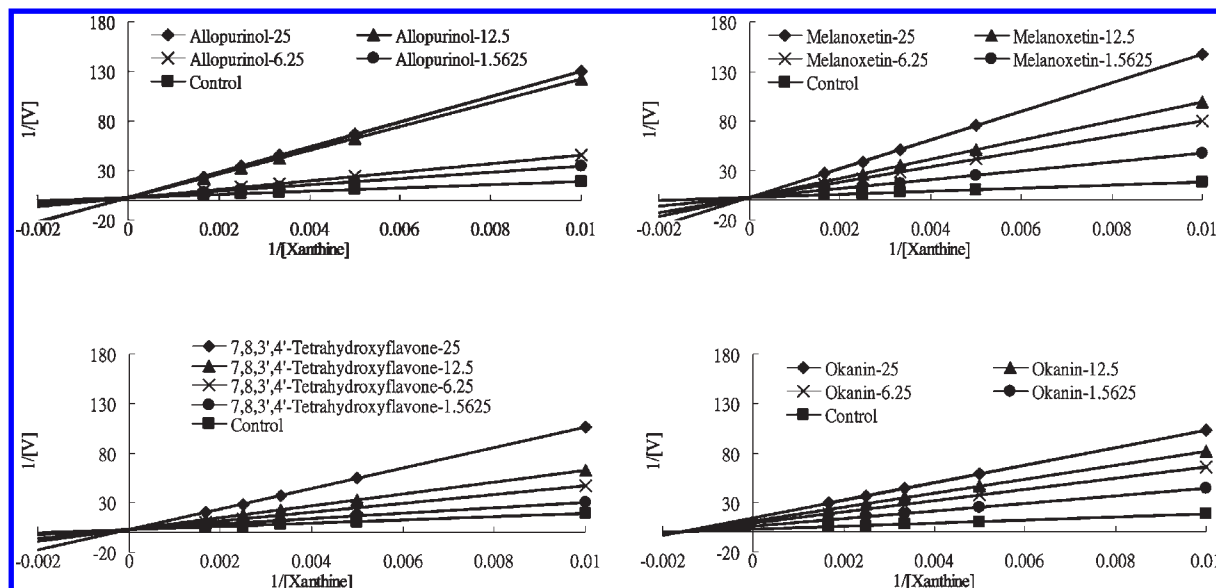 180
130
80
30
-20
1/[V]
Allopurinol-25
Allopurinol-12.5
Allopurinol-6.25
Allopurinol-1.5625
Control
-0.002 0 0.002 0.004 0.006 0.008 0.01
1/[Xanthine]
180
130
80
30
-20
1/[V]
Melanoxetin-25
Melanoxetin-12.5
Melanoxetin-6.25
Melanoxetin-1.5625
Control
-0.002 0 0.002 0.004 0.006 0.008 0.01
1/[Xanthine]
180
130
80
30
-20
1/[V]
7,8,3',4'-Tetrahydroxyflavone-25
7,8,3',4'-Tetrahydroxyflavone-12.5
7,8,3',4'-Tetrahydroxyflavone-6.25
7,8,3',4'-Tetrahydroxyflavone-1.5625
Control
-0.002 0 0.002 0.004 0.006 0.008 0.01
1/[Xanthine]
180
130
80
30
-20
1/[V]
Okanin-25
Okanin-12.5
Okanin-6.25
Okanin-1.5625
Control
-0.002 0 0.002 0.004 0.006 0.008 0.01
1/[Xanthine]